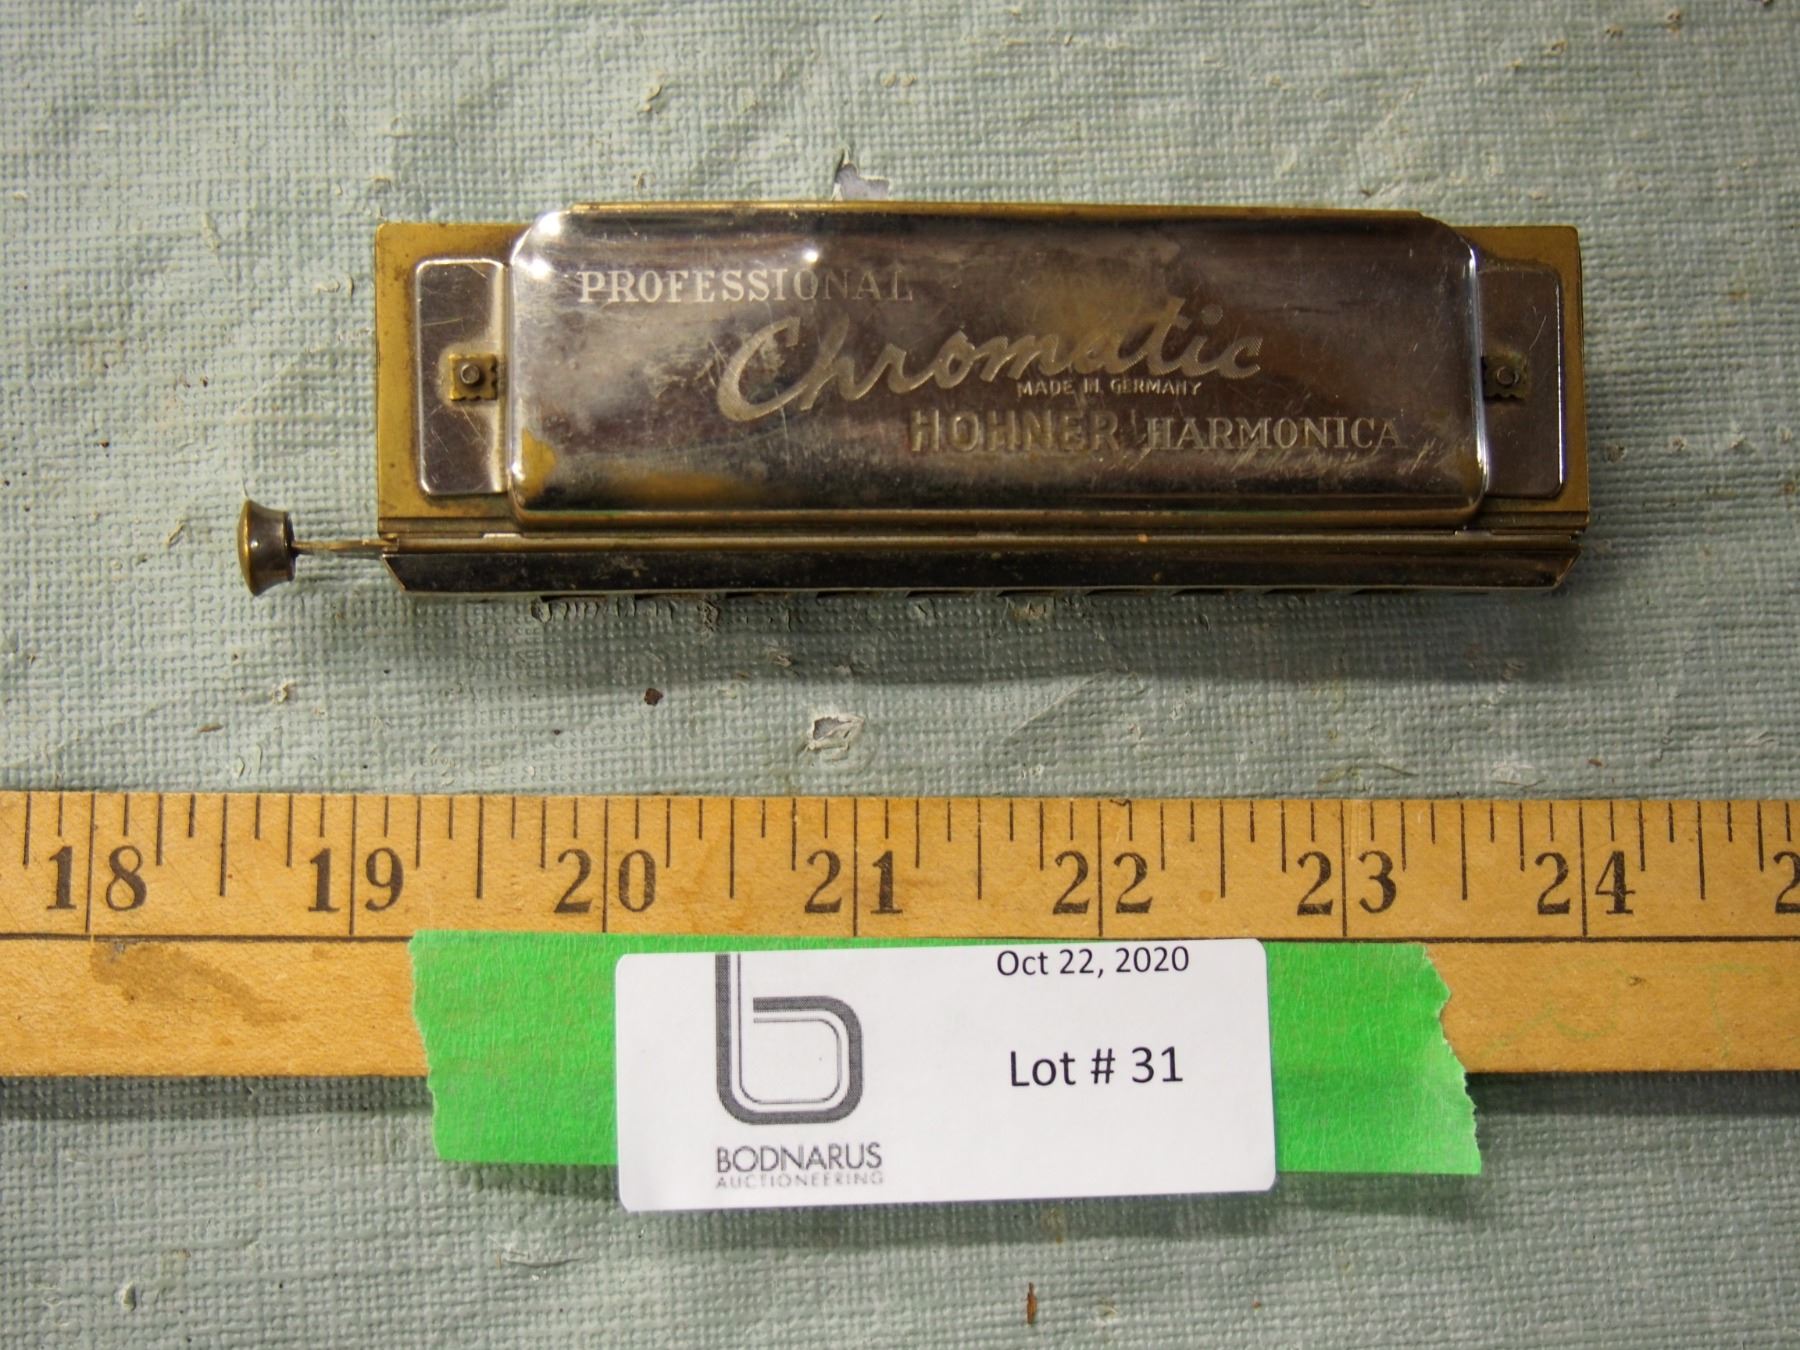 PROFESSIONAL
Chromatic
MADE IN GERMANY
HOHNER HARMONICA
18 19 20 21 22 23 24 2
Oct 22, 2020
Lot # 31
b
BODNARUS
AUCTIONEERING